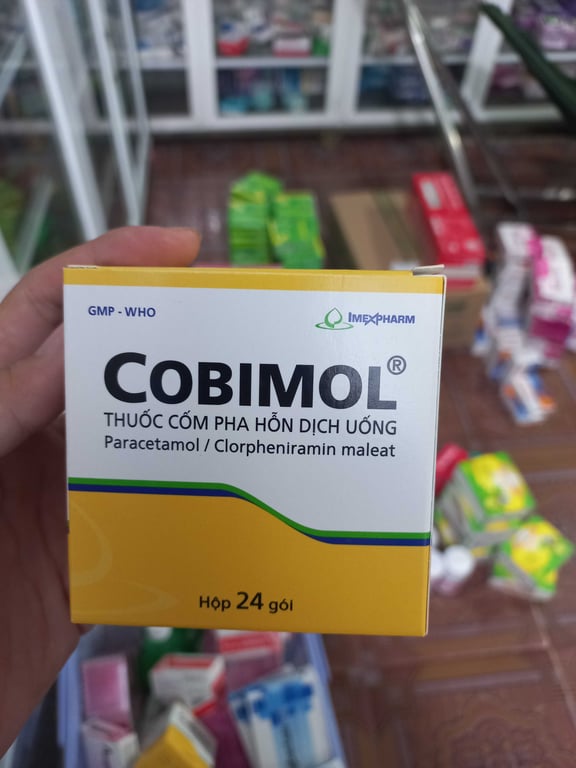 GMP - WHO
IMEXPHARM
COBIMOL®
THUỐC CỐM PHA HỖN DỊCH UỐNG
Paracetamol / Clorpheniramin maleat
Hộp 24 gói